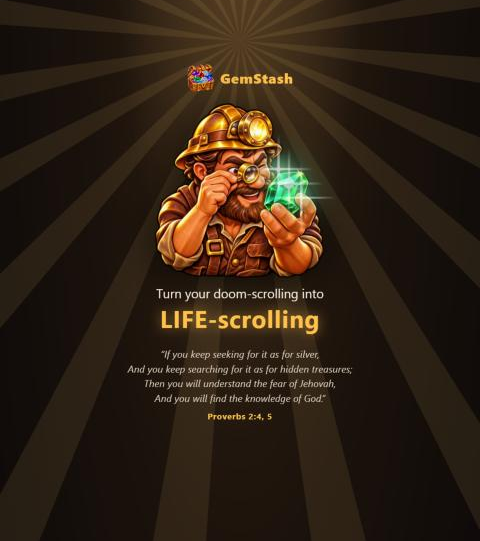 GemStash
Turn your doom-scrolling into
LIFE-scrolling
“If you keep seeking for it as for silver,
And you keep searching for it as for hidden treasures;
Then you will understand the fear of Jehovah,
And you will find the knowledge of God.”
Proverbs 2:4, 5